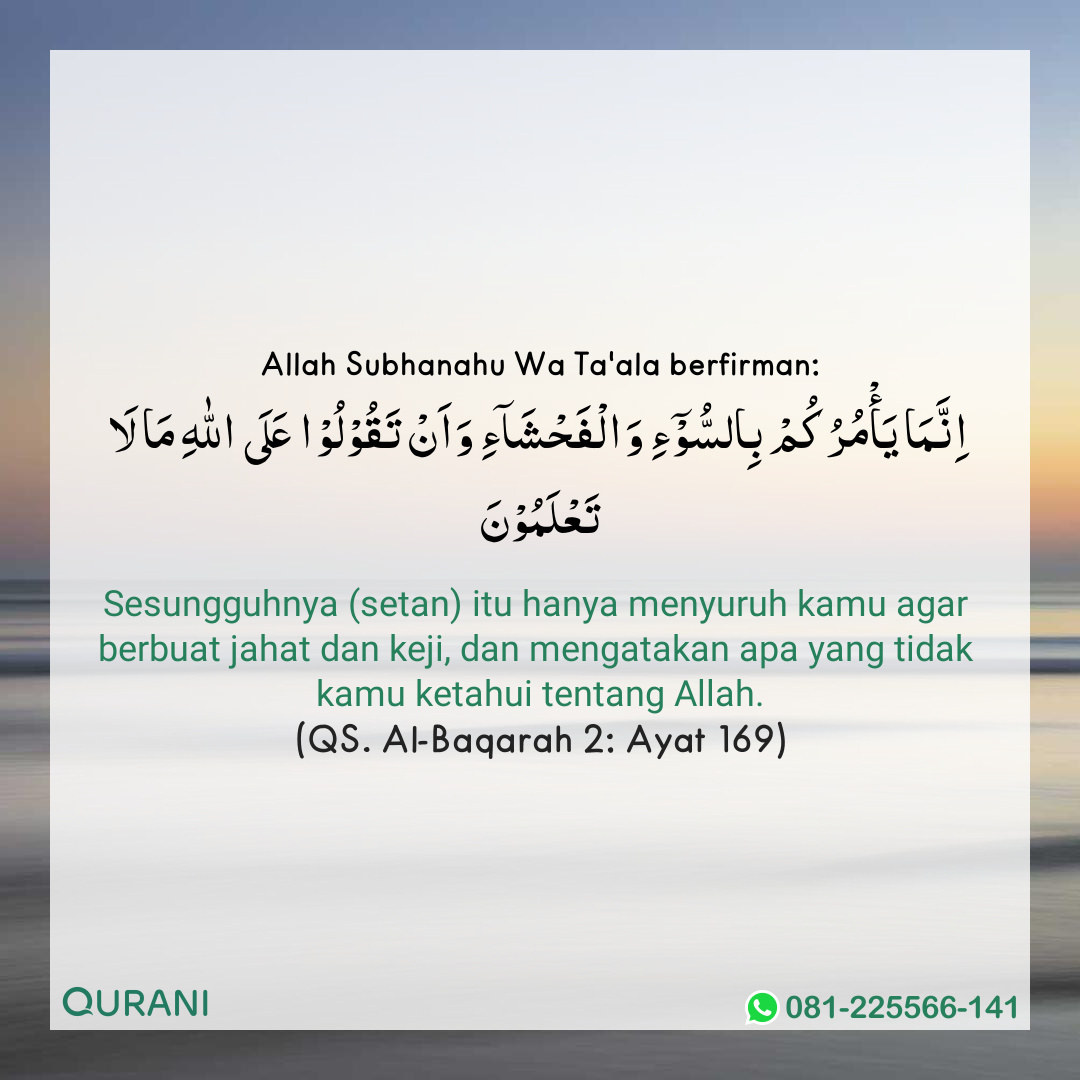 Allah Subhanahu Wa Ta'ala berfirman:
اِنَّمَا يَأْمُرُكُمْ بِالسُّوْٓءِ وَالْفَحْشَآءِ وَاَنْ تَقُوْلُوْا عَلَى اللّٰهِ مَا لَا
تَعْلَمُوْنَ
Sesungguhnya (setan) itu hanya menyuruh kamu agar
berbuat jahat dan keji, dan mengatakan apa yang tidak
kamu ketahui tentang Allah.
(QS. Al-Baqarah 2: Ayat 169)
QURANI
081-225566-141